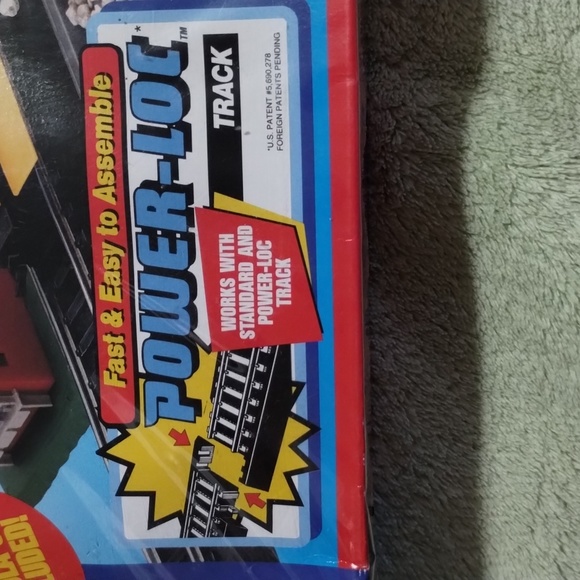 Fast & Easy to Assemble
POWER-LOC*™
TRACK
*U.S. PATENT #5,690,278
FOREIGN PATENTS PENDING
WORKS WITH
STANDARD AND
POWER-LOC
TRACK